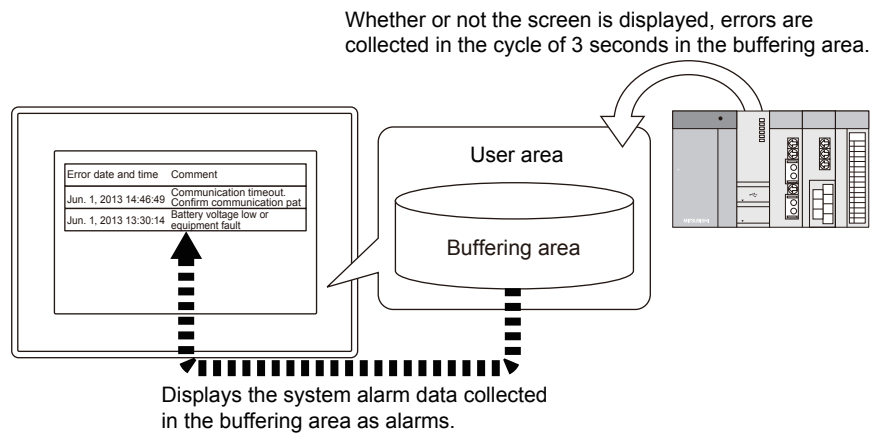 Whether or not the screen is displayed, errors are
collected in the cycle of 3 seconds in the buffering area.
User area
Buffering area
Error date and time Comment
Jun. 1, 2013 14:46:49 Communication timeout.
Confirm communication pat
Jun. 1, 2013 13:30:14 Battery voltage low or
equipment fault
MITSUBISHI
Displays the system alarm data collected
in the buffering area as alarms.